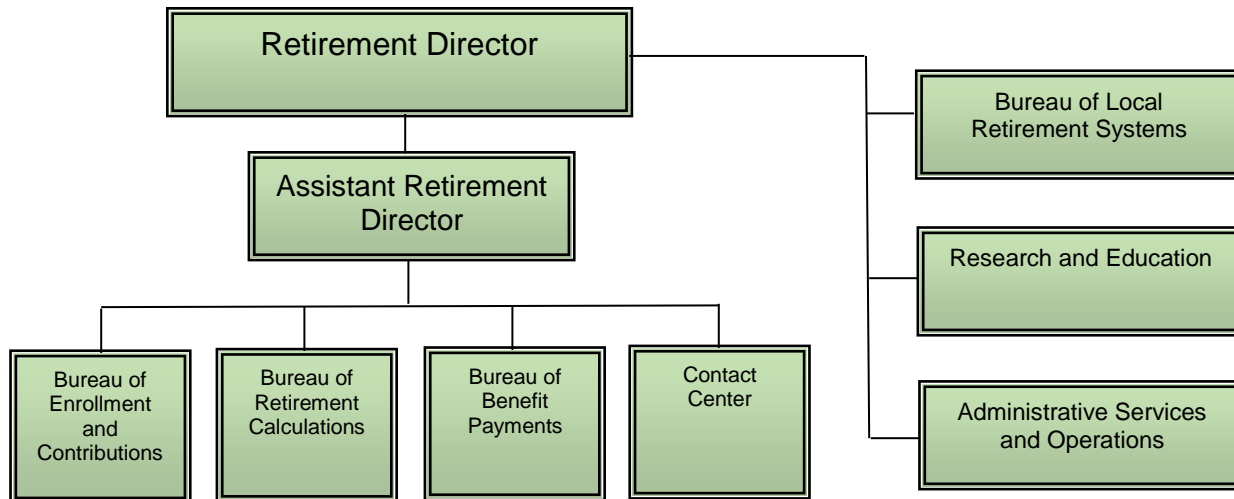 Retirement Director
Bureau of Local
Retirement Systems
Assistant Retirement
Director
Research and Education
Bureau of
Enrollment
and
Contributions
Bureau of
Retirement
Calculations
Bureau of
Benefit
Payments
Contact
Center
Administrative Services
and Operations